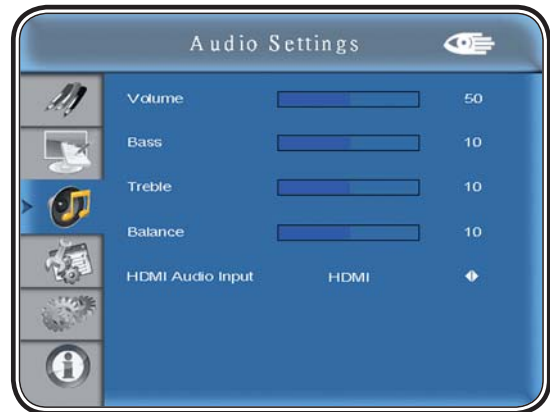 Audio Settings
Volume 50
Bass 10
Treble 10
Balance 10
HDMI Audio Input HDMI